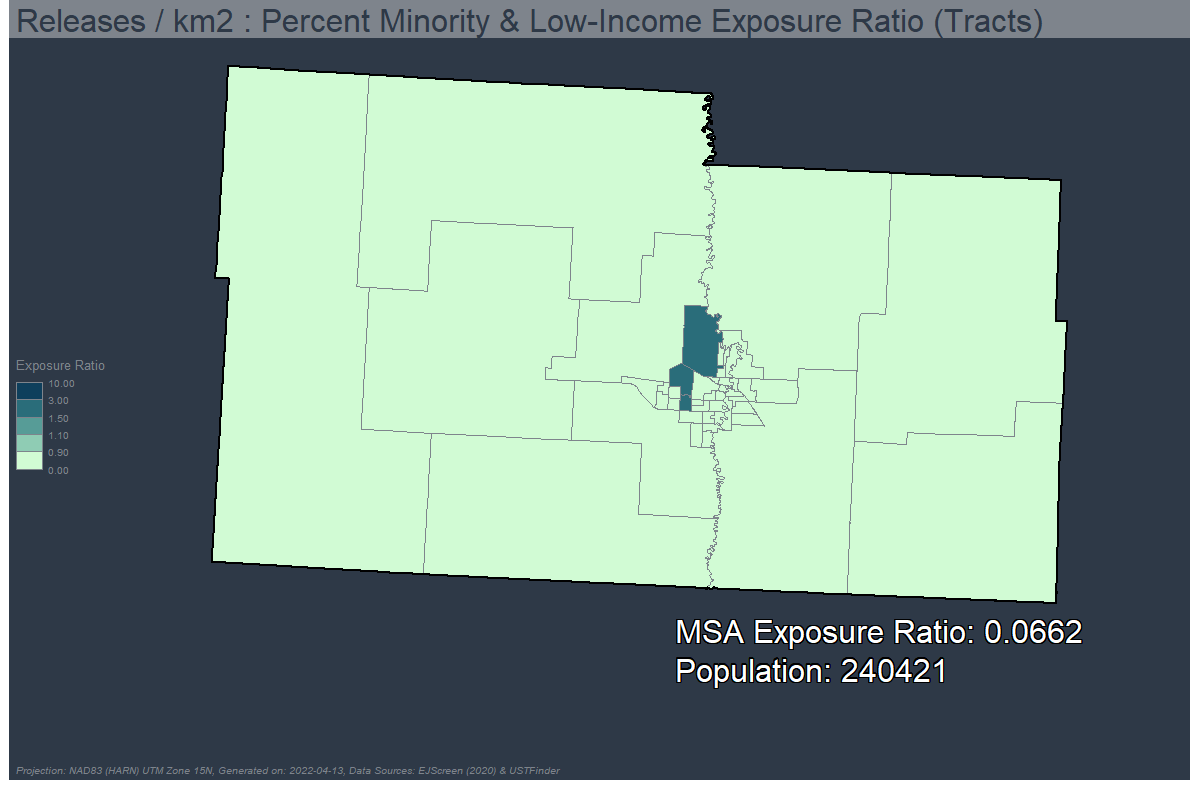 Releases / km2 : Percent Minority & Low-Income Exposure Ratio (Tracts)
Exposure Ratio
10.00
3.00
1.50
1.10
0.90
0.00
MSA Exposure Ratio: 0.0662
Population: 240421
Projection: NAD83 (HARN) UTM Zone 15N, Generated on: 2022-04-13, Data Sources: EJScreen (2020) & USTFinder